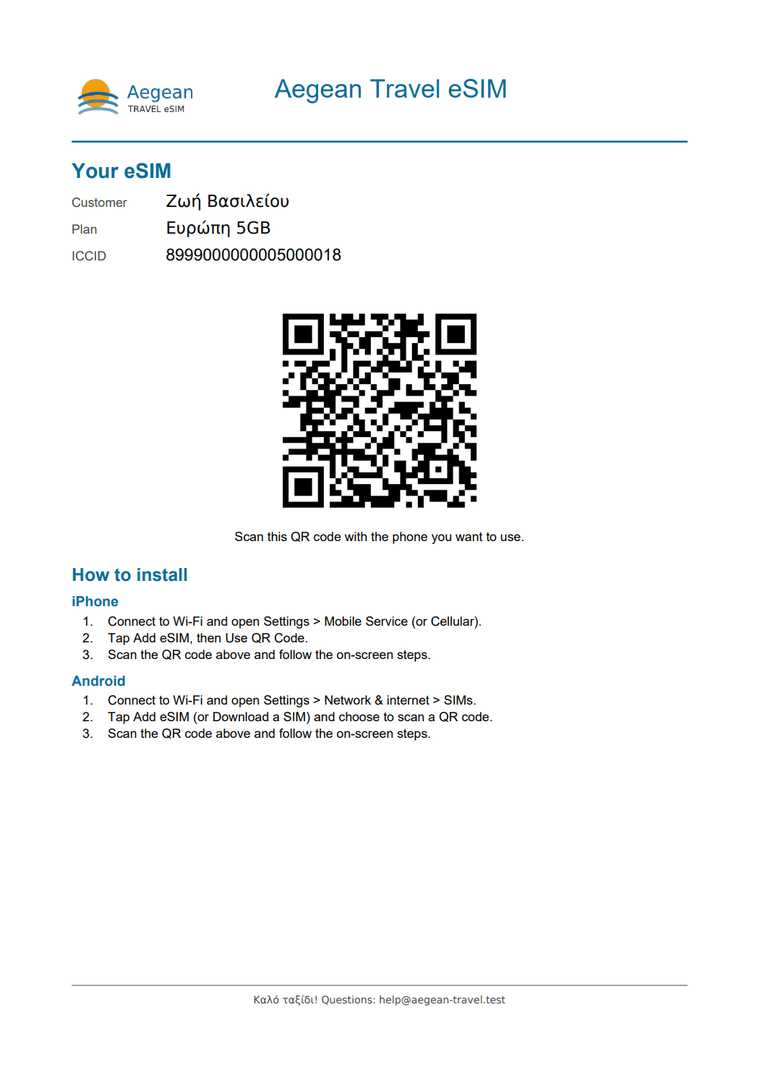 Aegean
TRAVEL eSIM
Aegean Travel eSIM
Your eSIM
Customer Ζωή Βασιλείου
Plan Ευρώπη 5GB
ICCID 8999000000005000018
Scan this QR code with the phone you want to use.
How to install
iPhone
1. Connect to Wi-Fi and open Settings > Mobile Service (or Cellular).
2. Tap Add eSIM, then Use QR Code.
3. Scan the QR code above and follow the on-screen steps.
Android
1. Connect to Wi-Fi and open Settings > Network & internet > SIMs.
2. Tap Add eSIM (or Download a SIM) and choose to scan a QR code.
3. Scan the QR code above and follow the on-screen steps.
Καλό ταξίδι! Questions: help@aegean-travel.test